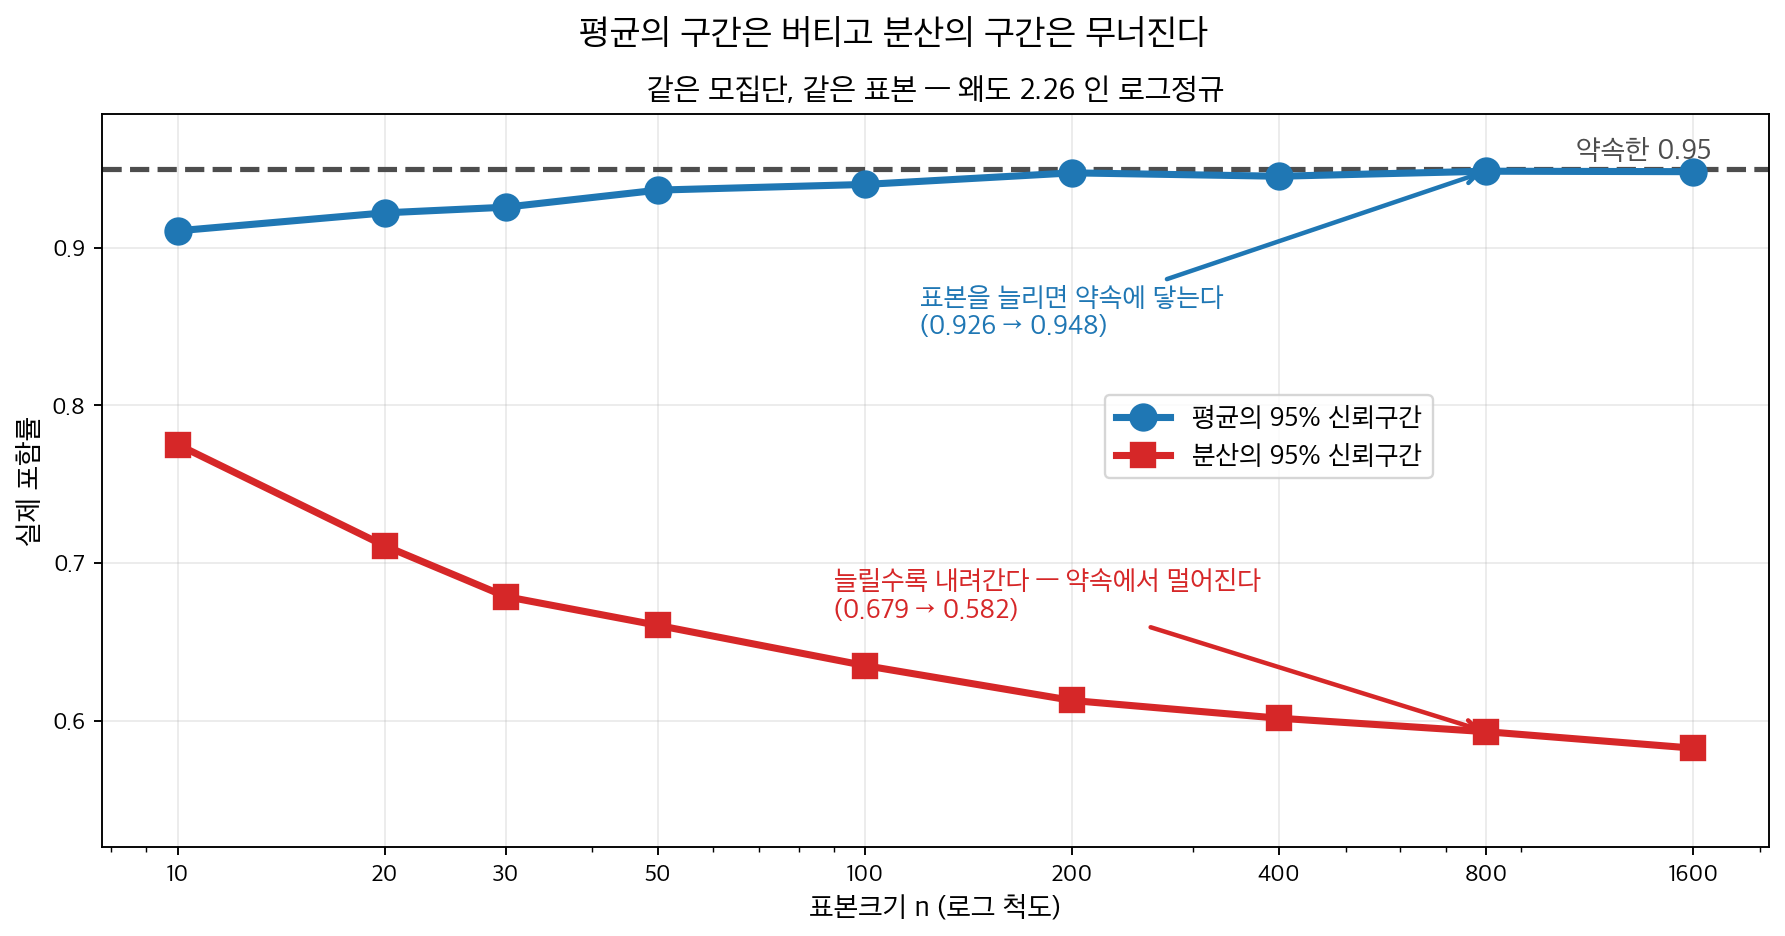 평균의 구간은 버티고 분산의 구간은 무너진다
같은 모집단, 같은 표본 — 왜도 2.26 인 로그정규
약속한 0.95
0.9
표본을 늘리면 약속에 닿는다
(0.926 → 0.948)
0.8
평균의 95% 신뢰구간
분산의 95% 신뢰구간
실제 포함률
0.7
늘릴수록 내려간다 — 약속에서 멀어진다
(0.679 → 0.582)
0.6
10 20 30 50 100 200 400 800 1600
표본크기 n (로그 척도)